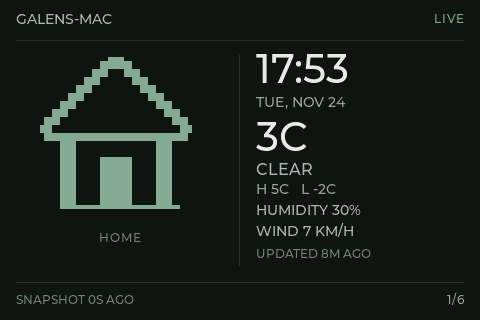 GALENS-MAC
LIVE
17:53
TUE, NOV 24
3C
CLEAR
H 5C L -2C
HUMIDITY 30%
WIND 7 KM/H
UPDATED 8M AGO
HOME
SNAPSHOT 0S AGO
1/6